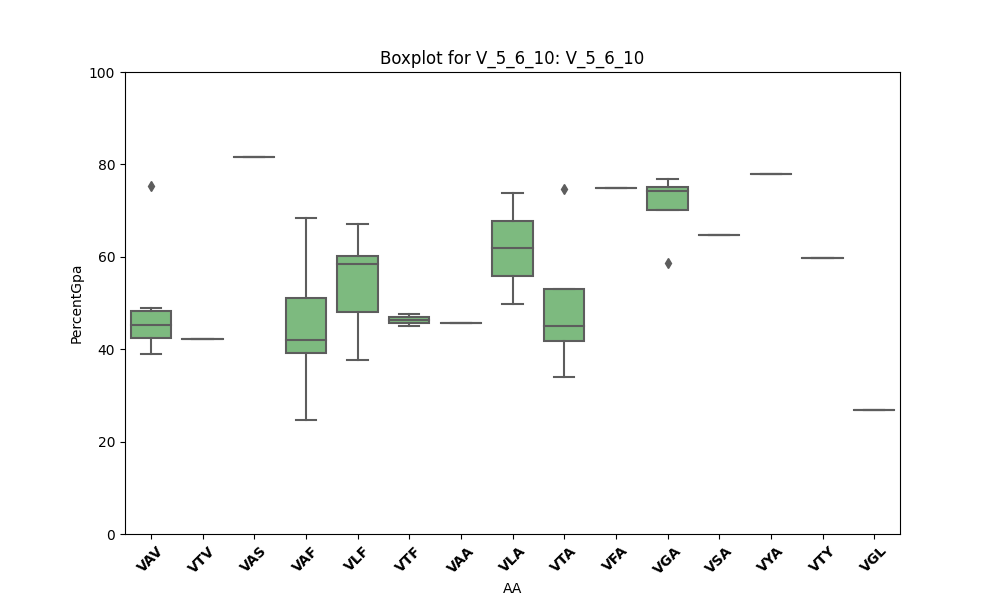 Boxplot for V_5_6_10: V_5_6_10
PercentGpa
100
80
60
40
20
0
VAV VTV VAS VAF VLF VTF VAA VLA VTA VFA VGA VSA VYA VTY VGL
AA